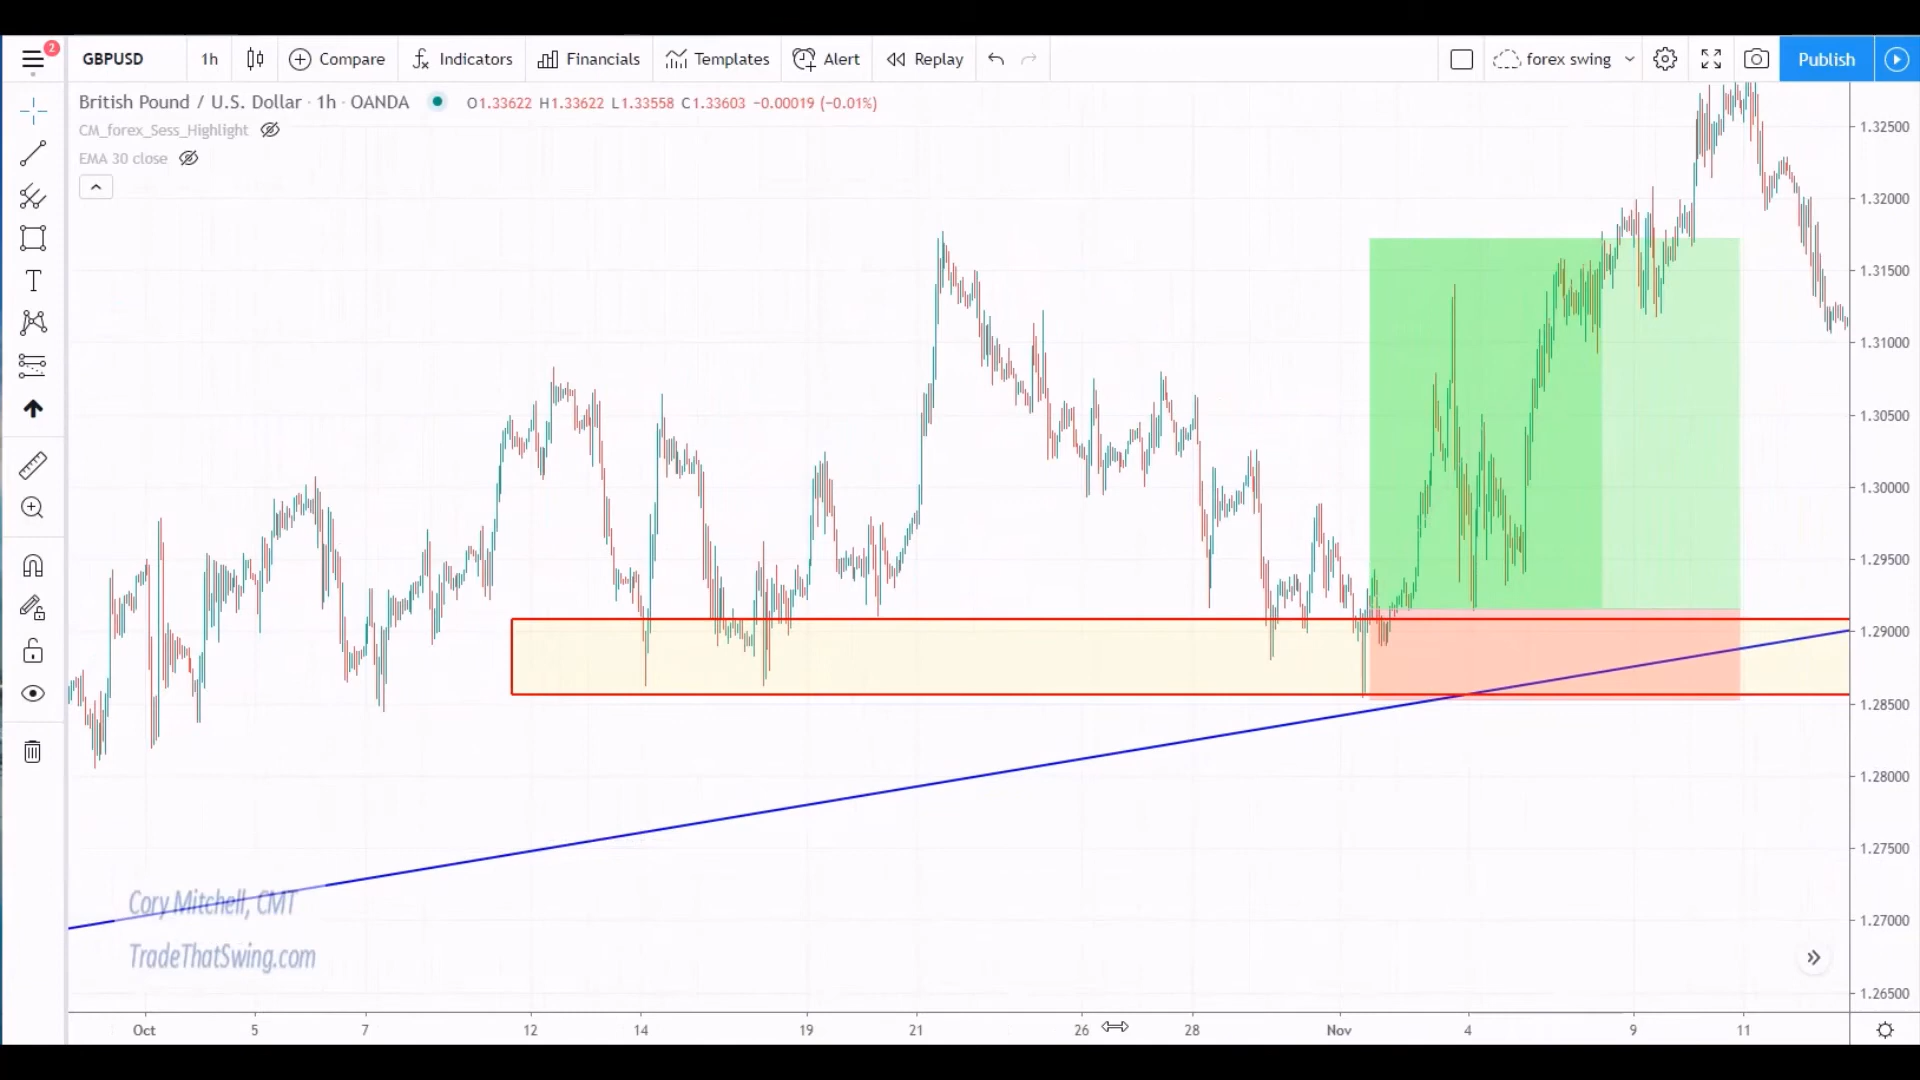 2
GBPUSD 1h Compare Indicators Financials Templates Alert Replay forex swing Publish
British Pound / U.S. Dollar · 1h · OANDA O1.33622 H1.33622 L1.33558 C1.33603 −0.00019 (−0.01%)
CM_forex_Sess_Highlight
EMA 30 close
1.32500
1.32000
1.31500
1.31000
1.30500
1.30000
1.29500
1.29000
1.28500
1.28000
1.27500
1.27000
1.26500
Cory Mitchell, CMT
TradeThatSwing.com
Oct 5 7 12 14 19 21 26 28 Nov 4 9 11